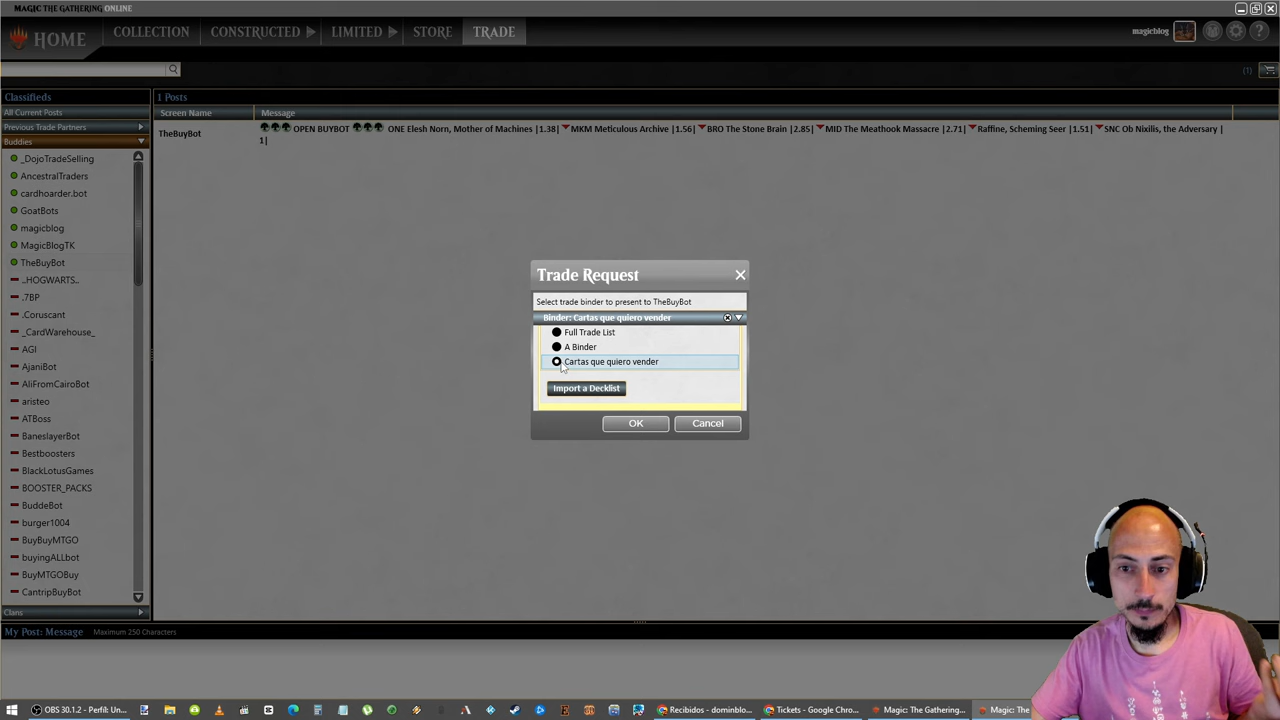 MAGIC THE GATHERING ONLINE
HOME
COLLECTION
CONSTRUCTED
LIMITED
STORE
TRADE
magicblog
(1)
Classifieds
All Current Posts
Previous Trade Partners
Buddies
_DojoTradeSelling
AncestralTraders
cardhoarder.bot
GoatBots
magicblog
MagicBlogTK
TheBuyBot
..HOGWARTS..
.7BP
.Coruscant
_CardWarehouse_
AGI
AjaniBot
AliFromCairoBot
aristeo
ATBoss
BaneslayerBot
Bestboosters
BlackLotusGames
BOOSTER_PACKS
BuddeBot
burger1004
BuyBuyMTGO
buyingALLbot
BuyMTGOBuy
CantripBuyBot
Clans
1 Posts
Screen Name
Message
TheBuyBot
OPEN BUYBOT ONE Elesh Norn, Mother of Machines |1.38| MKM Meticulous Archive |1.56| BRO The Stone Brain |2.85| MID The Meathook Massacre |2.71| Raffine, Scheming Seer |1.51| SNC Ob Nixilis, the Adversary |
1|
Trade Request
Select trade binder to present to TheBuyBot
Binder: Cartas que quiero vender
Full Trade List
A Binder
Cartas que quiero vender
Import a Decklist
OK
Cancel
My Post: Message
Maximum 250 Characters
OBS 30.1.2 - Perfil: Un...
Recibidos - dominblo...
Tickets - Google Chro...
Magic: The Gathering...
Magic: The